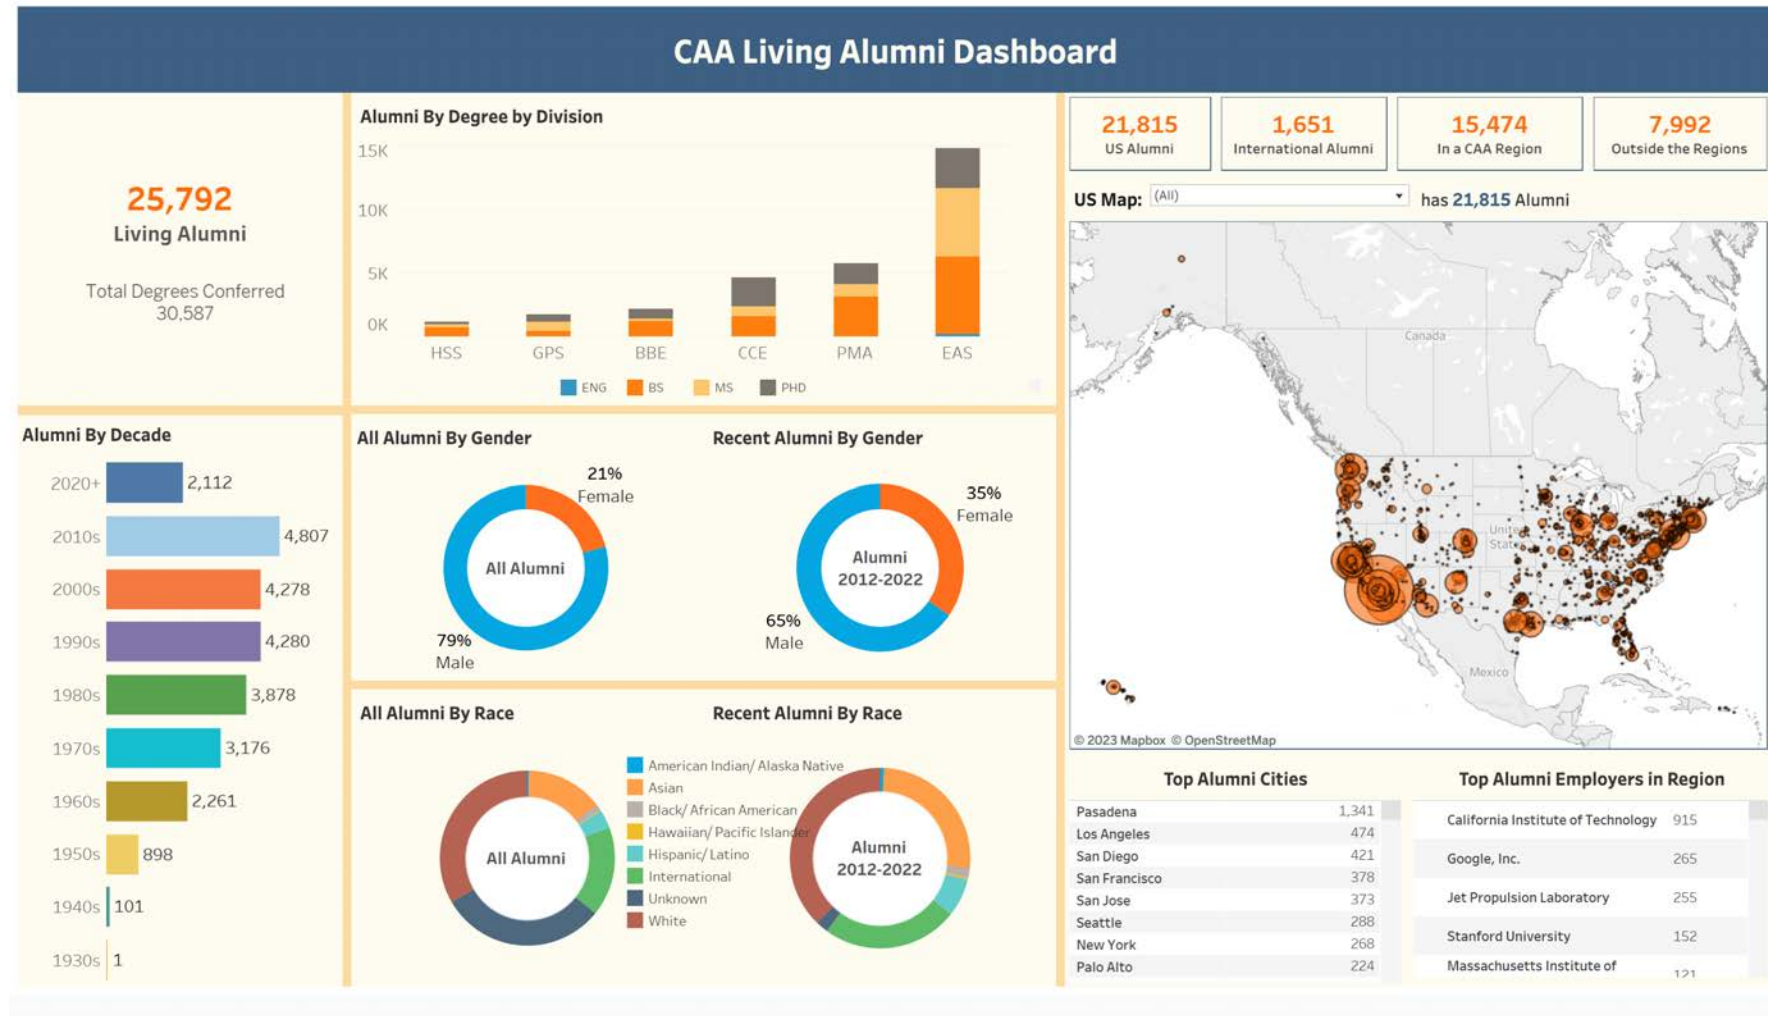 CAA Living Alumni Dashboard
25,792
Living Alumni
Total Degrees Conferred
30,587
Alumni By Degree by Division
15K
10K
5K
0K
HSS GPS BBE CCE PMA EAS
ENG BS MS PHD
Alumni By Decade
2020+ 2,112
2010s 4,807
2000s 4,278
1990s 4,280
1980s 3,878
1970s 3,176
1960s 2,261
1950s 898
1940s 101
1930s 1
All Alumni By Gender
21%
Female
All Alumni
79%
Male
Recent Alumni By Gender
35%
Female
Alumni
2012-2022
65%
Male
All Alumni By Race
All Alumni
American Indian/ Alaska Native
Asian
Black/ African American
Hawaiian/ Pacific Islander
Hispanic/ Latino
International
Unknown
White
Recent Alumni By Race
Alumni
2012-2022
21,815
US Alumni
1,651
International Alumni
15,474
In a CAA Region
7,992
Outside the Regions
US Map: (All) has 21,815 Alumni
Canada
United
States
Mexico
© 2023 Mapbox © OpenStreetMap
Top Alumni Cities
Pasadena 1,341
Los Angeles 474
San Diego 421
San Francisco 378
San Jose 373
Seattle 288
New York 268
Palo Alto 224
Top Alumni Employers in Region
California Institute of Technology 915
Google, Inc. 265
Jet Propulsion Laboratory 255
Stanford University 152
Massachusetts Institute of 121